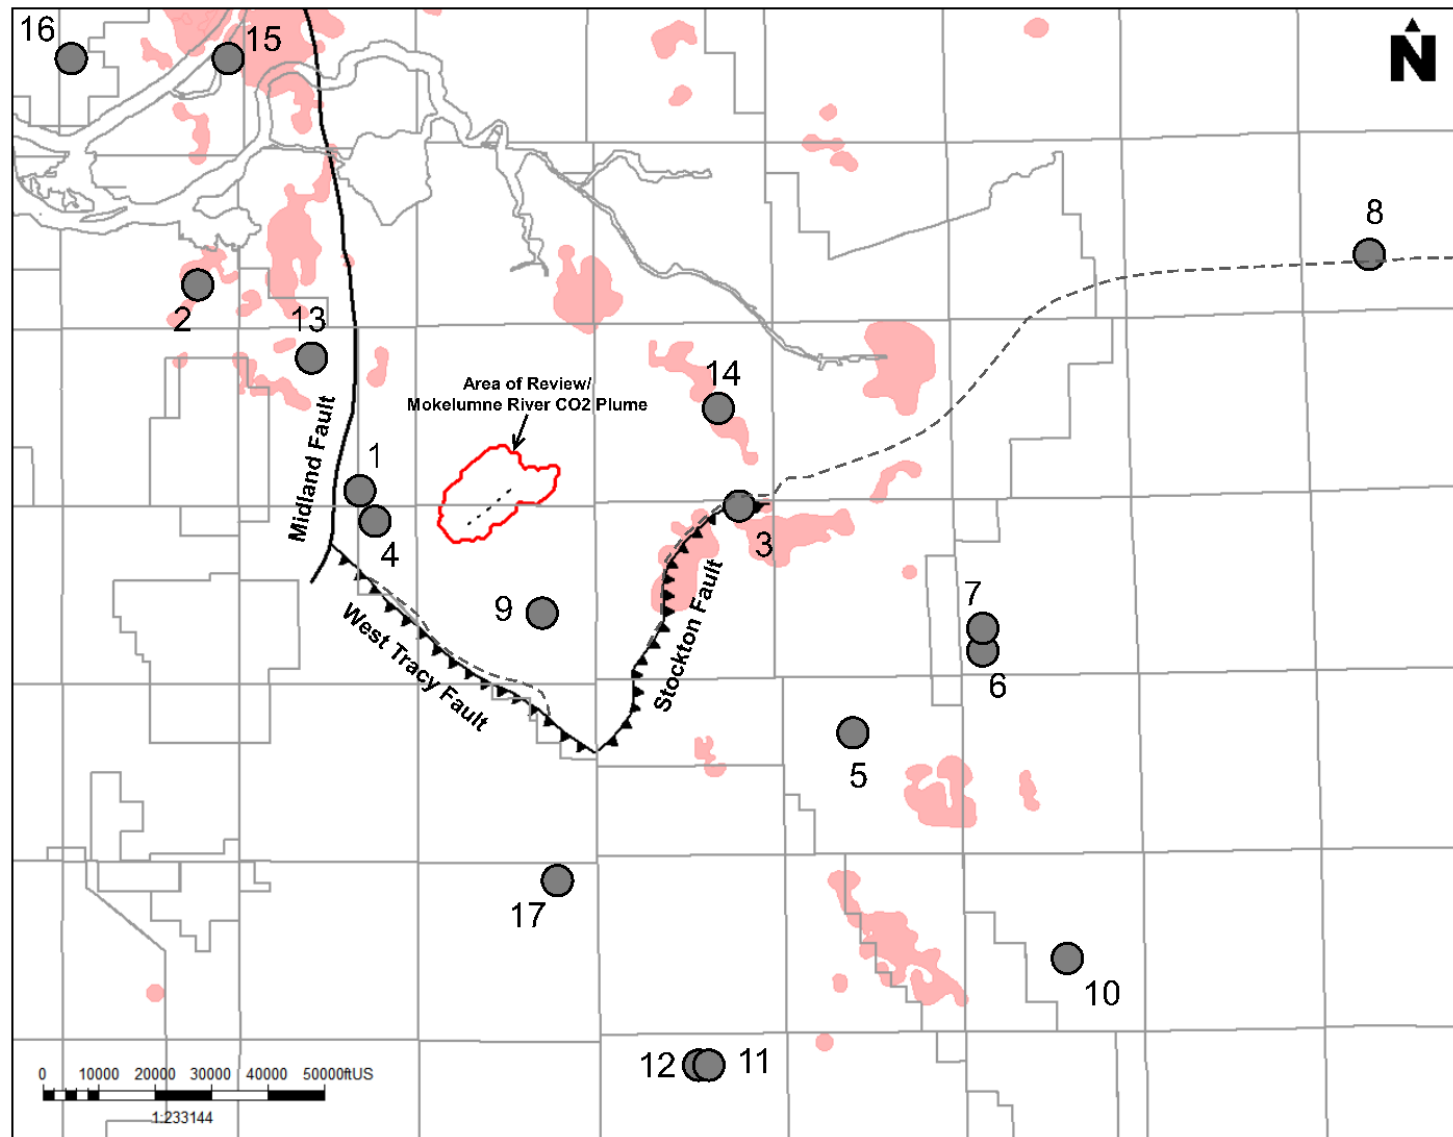 16
15
N
8
2
13
14
Area of Review/
Mokelumne River CO2 Plume
Midland Fault
1
4
3
9
7
6
West Tracy Fault
Stockton Fault
5
17
10
12
11
0 10000 20000 30000 40000 50000ftUS
1:233144